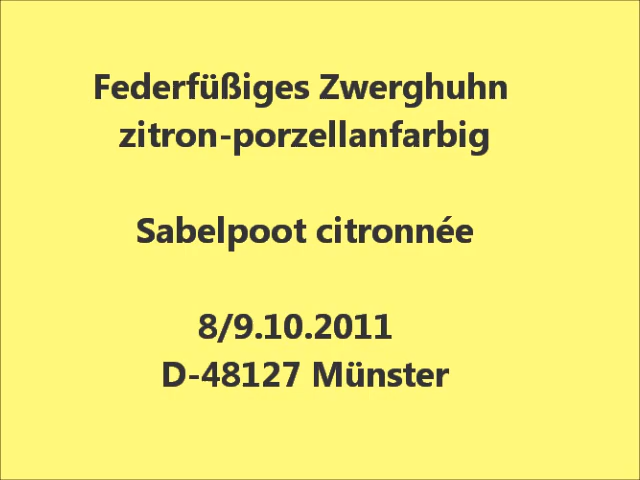 Federfüßiges Zwerghuhn
zitron-porzellanfarbig
Sabelpoot citronnée
8/9.10.2011
D-48127 Münster